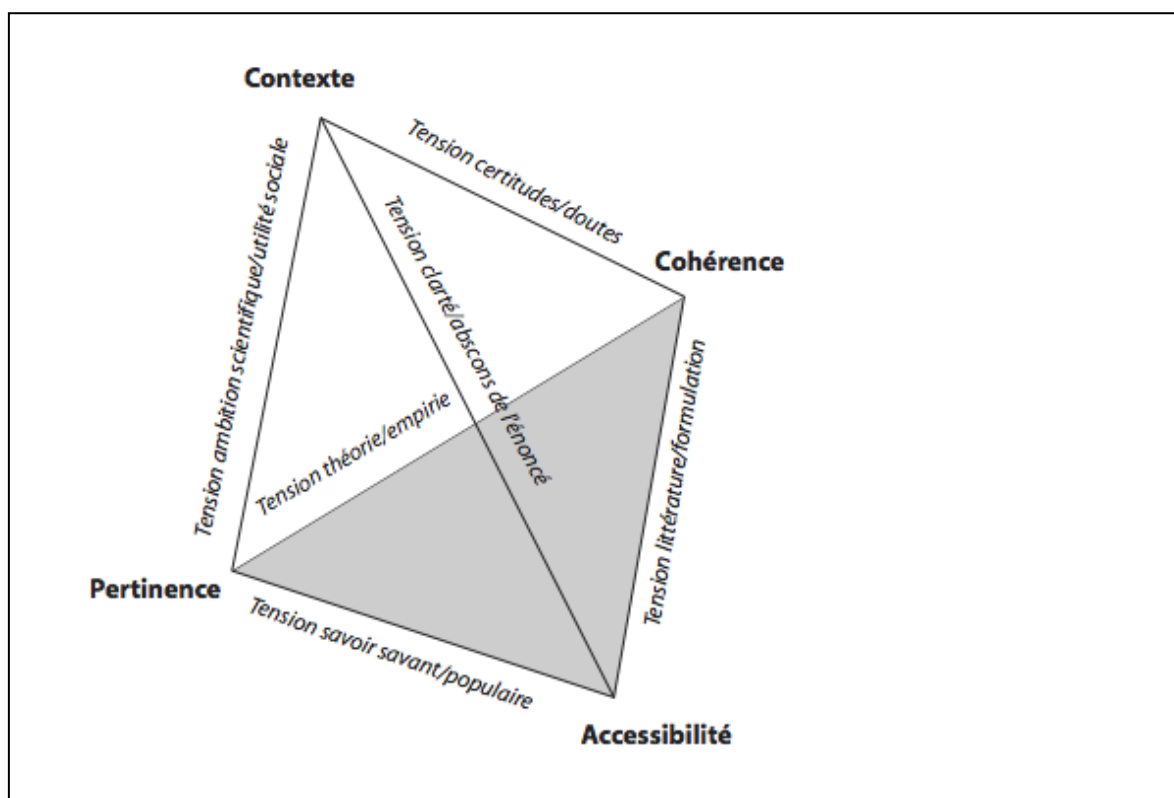 Contexte
Tension certitudes/doutes
Tension ambition scientifique/utilité sociale
Tension clarté/abscons de l'énoncé
Cohérence
Tension théorie/empirie
Tension littérature/formulation
Pertinence
Tension savoir savant/populaire
Accessibilité